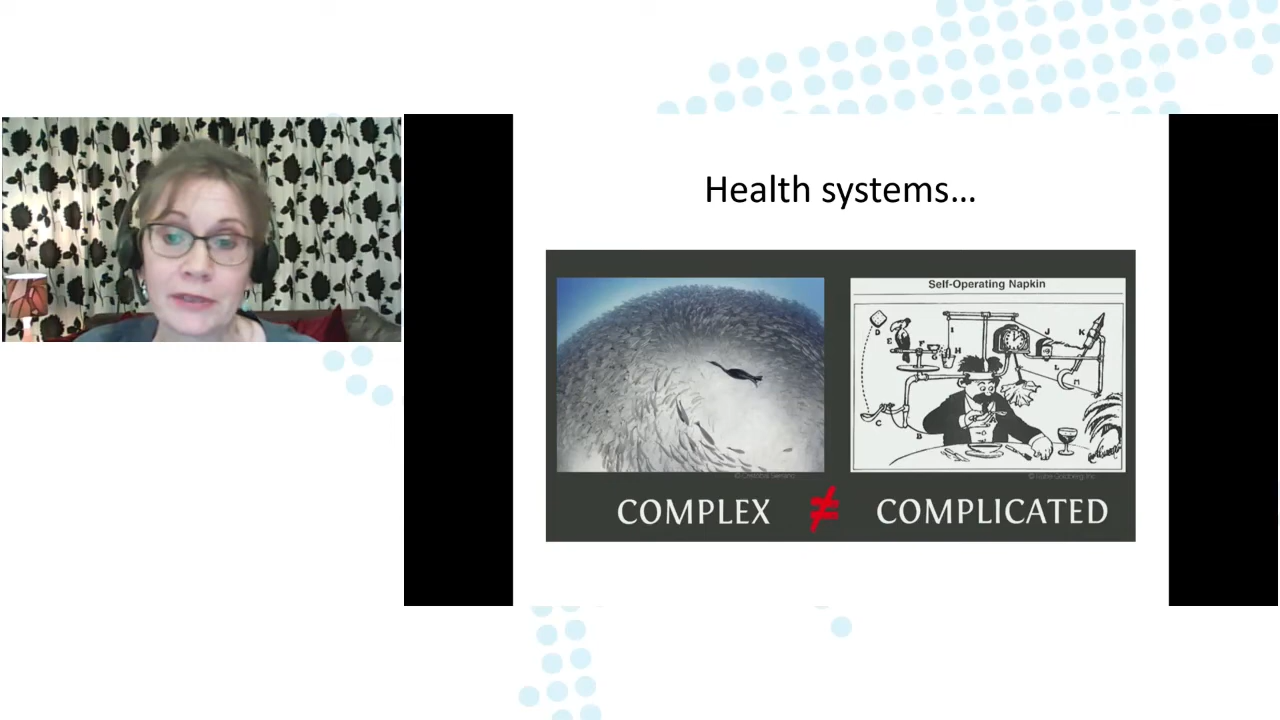 Health systems…
Self-Operating Napkin
D
E
F
G
H
I
J
K
L
M
C
B
COMPLEX ≠ COMPLICATED